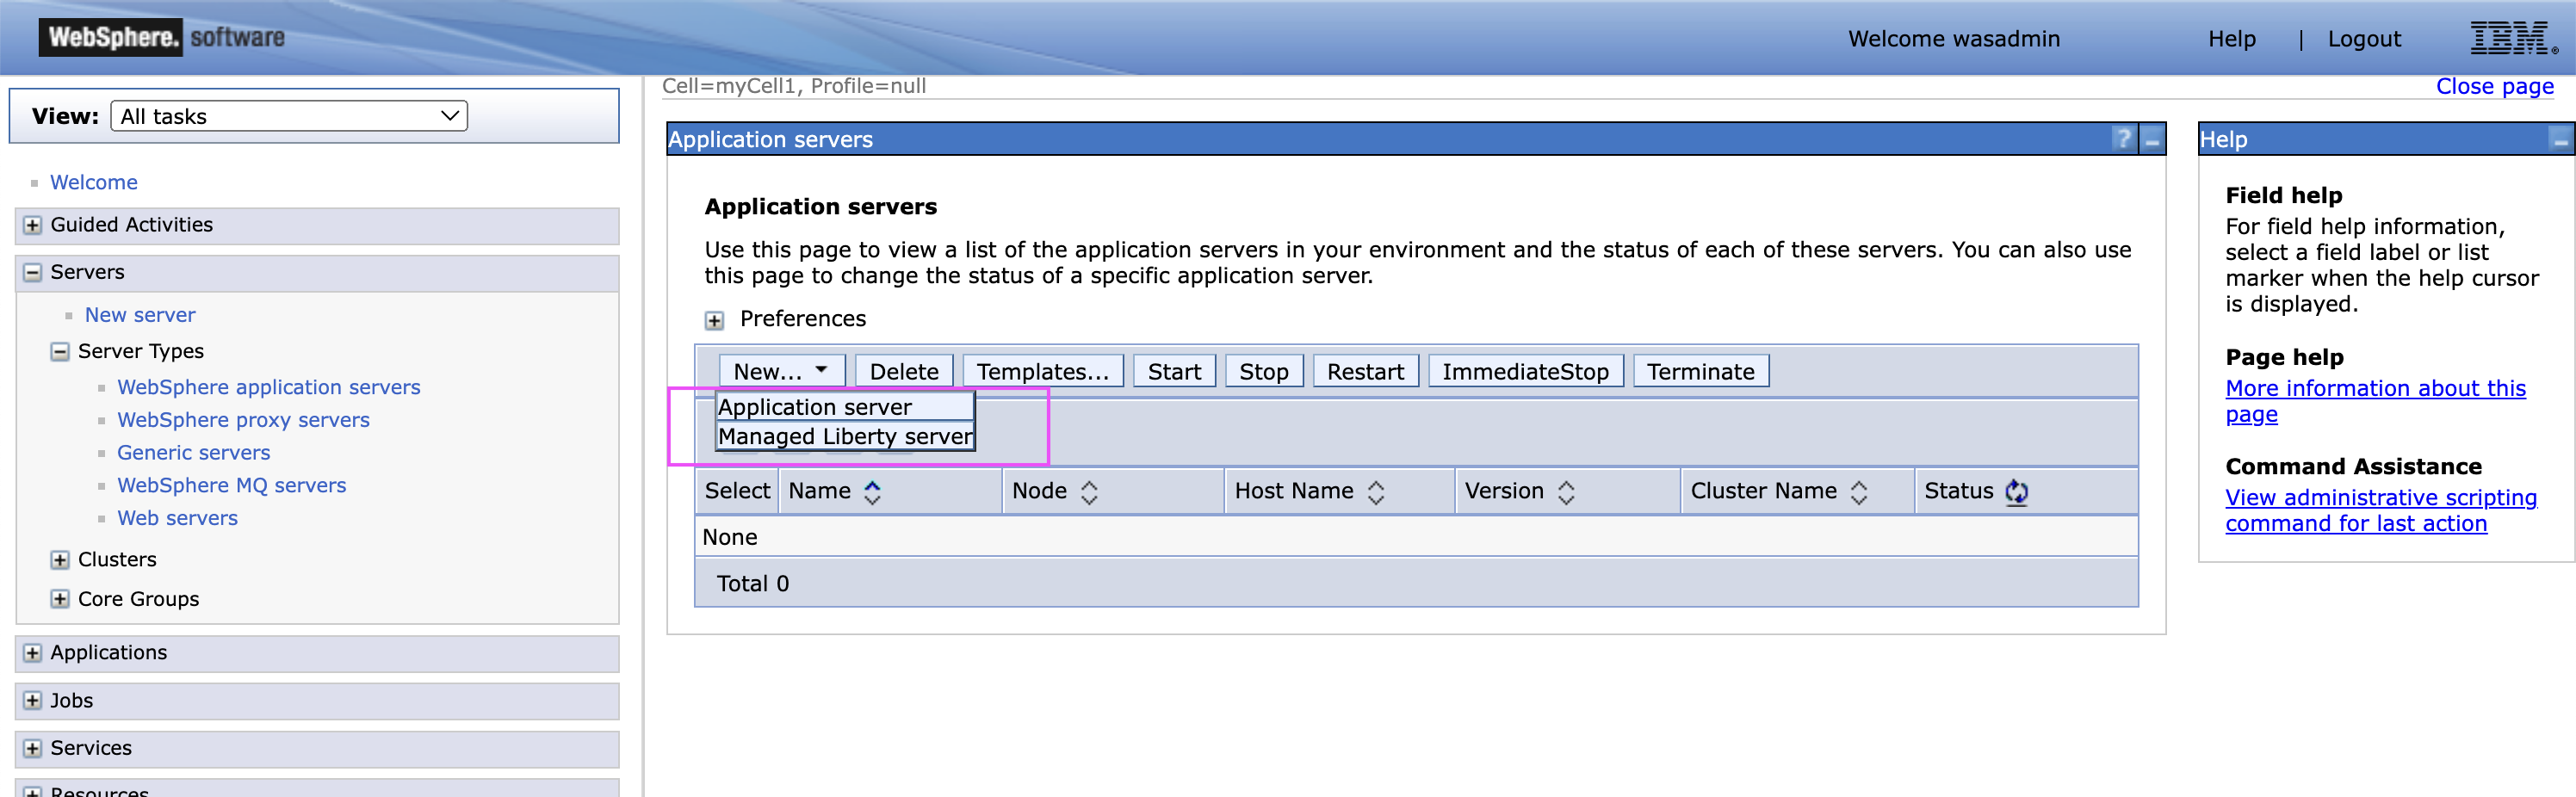 WebSphere. software
Welcome wasadmin
Help | Logout
IBM®
View: All tasks
Welcome
Guided Activities
Servers
New server
Server Types
WebSphere application servers
WebSphere proxy servers
Generic servers
WebSphere MQ servers
Web servers
Clusters
Core Groups
Applications
Jobs
Services
Resources
Cell=myCell1, Profile=null
Close page
Application servers
?
Application servers
Use this page to view a list of the application servers in your environment and the status of each of these servers. You can also use
this page to change the status of a specific application server.
Preferences
New... Delete Templates... Start Stop Restart ImmediateStop Terminate
Application server
Managed Liberty server
Select Name Node Host Name Version Cluster Name Status
None
Total 0
Help
Field help
For field help information,
select a field label or list
marker when the help cursor
is displayed.
Page help
More information about this
page
Command Assistance
View administrative scripting
command for last action